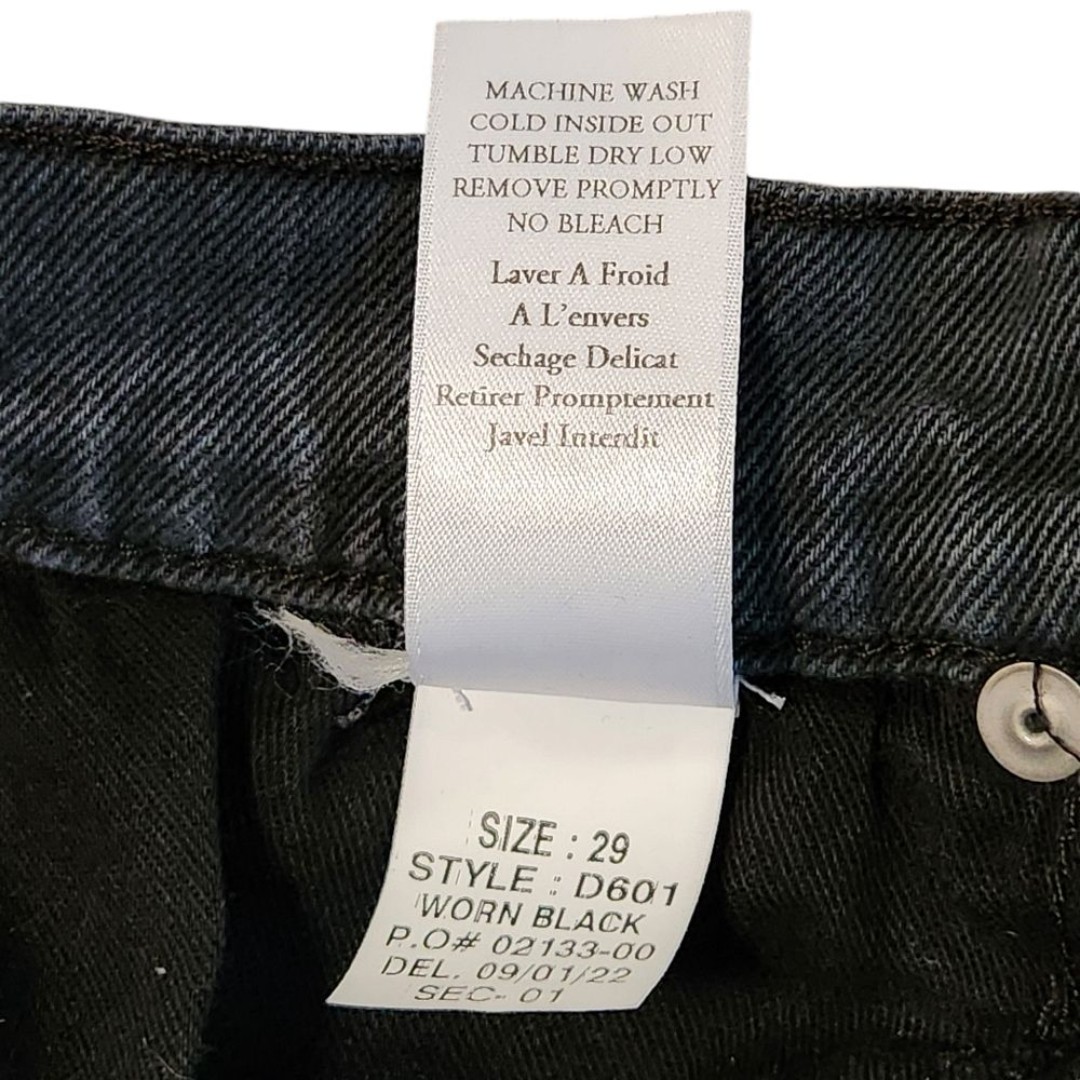 MACHINE WASH
COLD INSIDE OUT
TUMBLE DRY LOW
REMOVE PROMPTLY
NO BLEACH
Laver A Froid
A L'envers
Sechage Delicat
Retirer Promptement
Javel Interdit
SIZE : 29
STYLE : D601
WORN BLACK
P.O# 02133-00
DEL. 09/01/22
SEC- 01